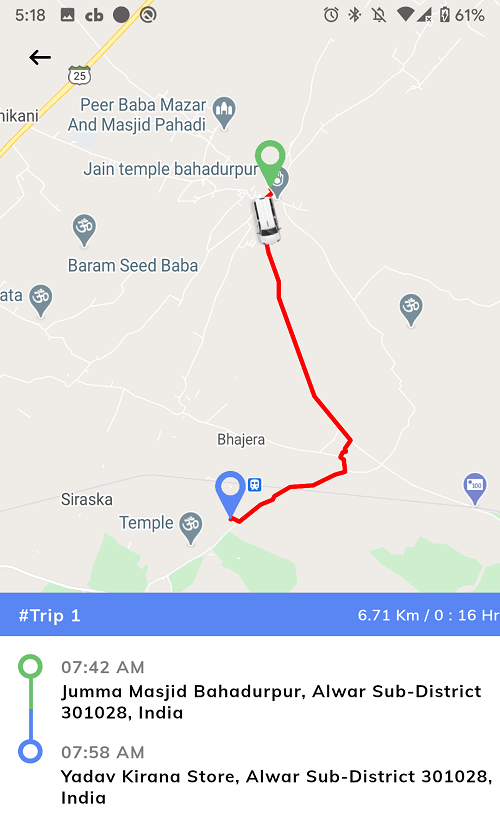 5:18 cb 61%
25
nikani
Peer Baba Mazar
And Masjid Pahadi
Jain temple bahadurpur
Baram Seed Baba
ata
Bhajera
100
Siraska
Temple
#Trip 1 6.71 Km / 0 : 16 Hr
07:42 AM
Jumma Masjid Bahadurpur, Alwar Sub-District
301028, India
07:58 AM
Yadav Kirana Store, Alwar Sub-District 301028,
India